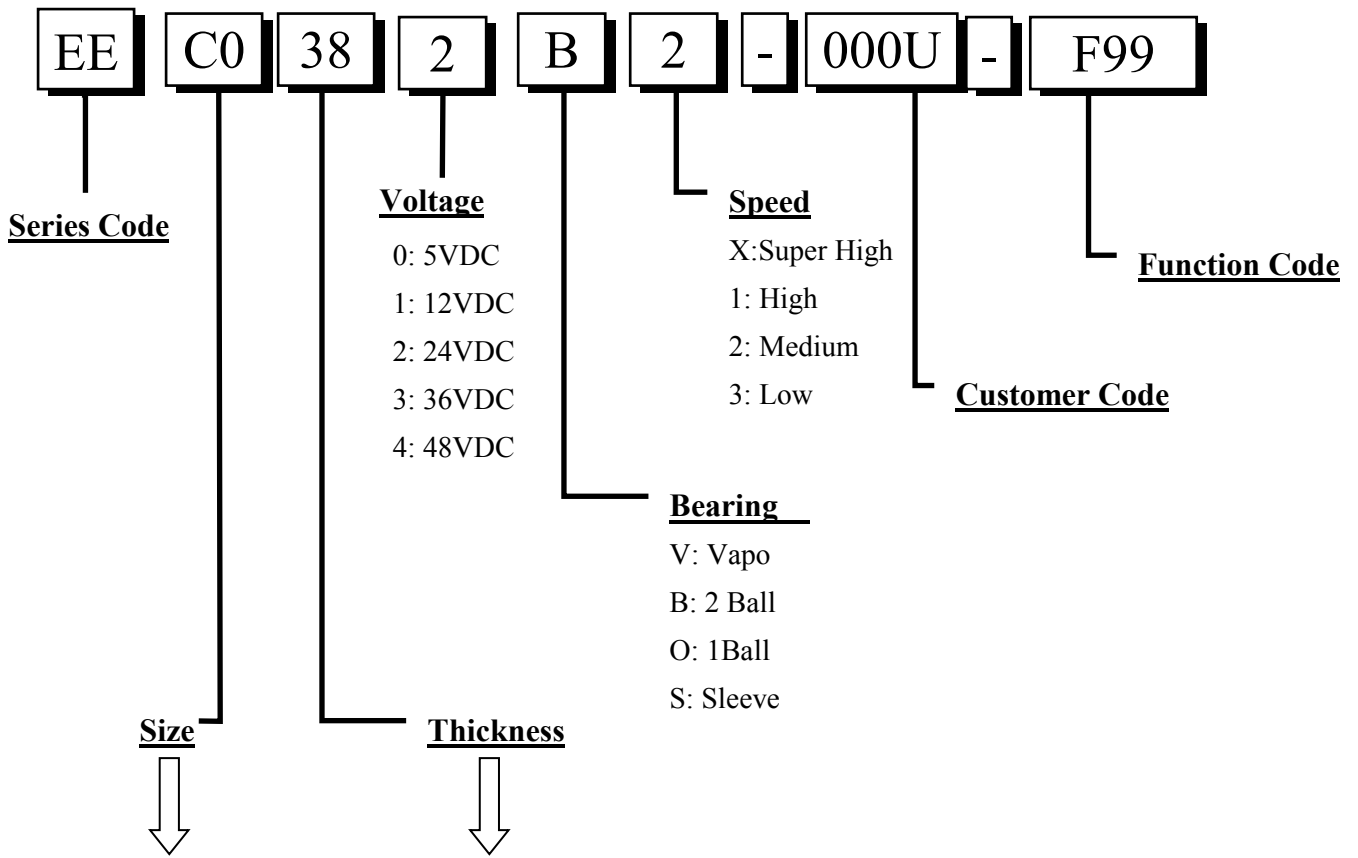 EE C0 38 2 B 2 - 000U - F99
Series Code
Voltage
0: 5VDC
1: 12VDC
2: 24VDC
3: 36VDC
4: 48VDC
Speed
X:Super High
1: High
2: Medium
3: Low
Function Code
Customer Code
Bearing
V: Vapo
B: 2 Ball
O: 1Ball
S: Sleeve
Size
Thickness